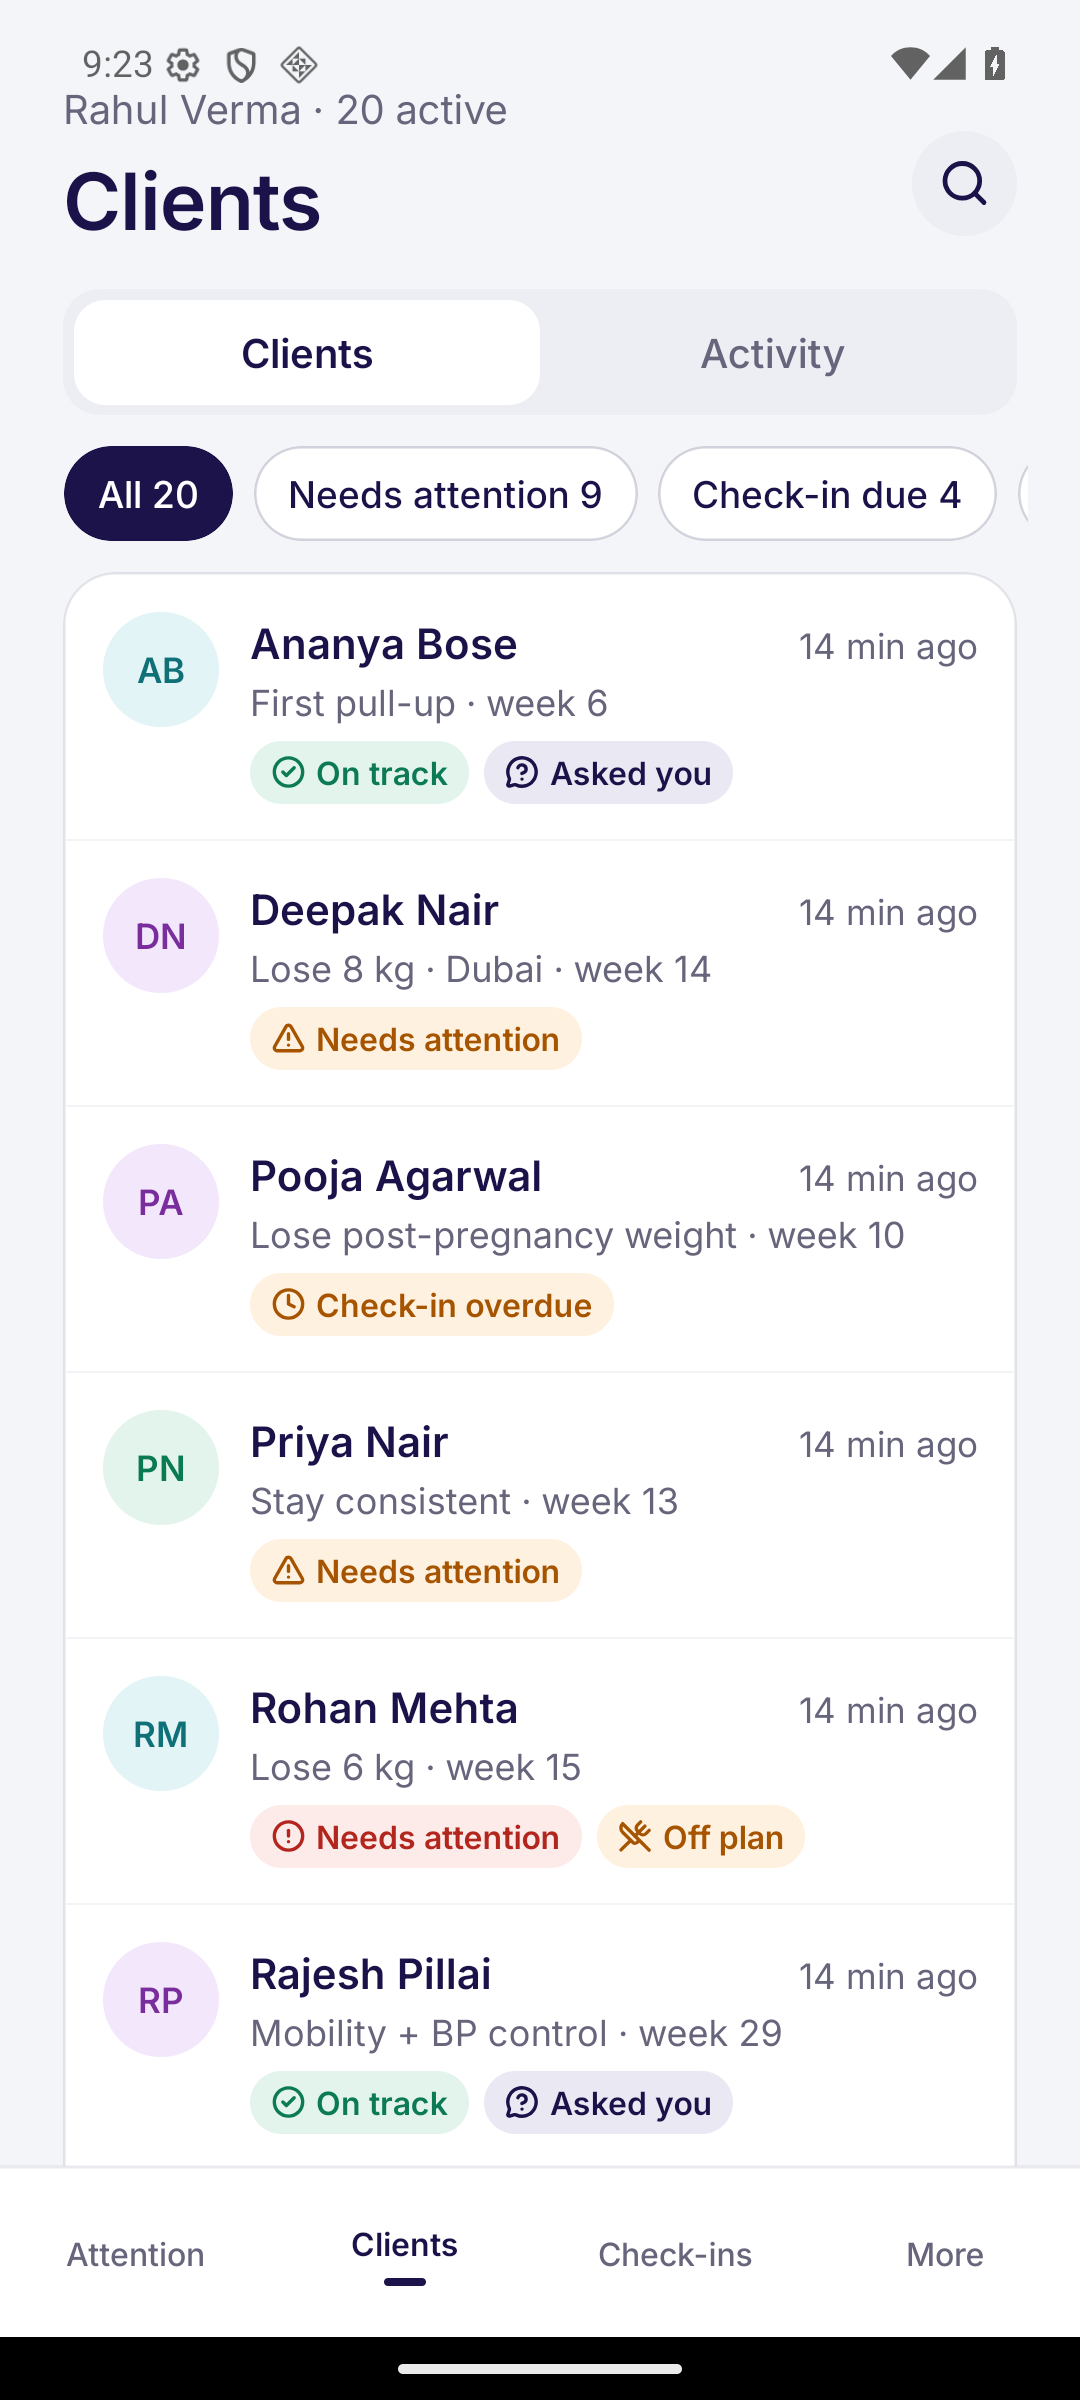 9:23
Rahul Verma · 20 active
Clients
Clients
Activity
All 20
Needs attention 9
Check-in due 4
AB
Ananya Bose
14 min ago
First pull-up · week 6
On track
Asked you
DN
Deepak Nair
14 min ago
Lose 8 kg · Dubai · week 14
Needs attention
PA
Pooja Agarwal
14 min ago
Lose post-pregnancy weight · week 10
Check-in overdue
PN
Priya Nair
14 min ago
Stay consistent · week 13
Needs attention
RM
Rohan Mehta
14 min ago
Lose 6 kg · week 15
Needs attention
Off plan
RP
Rajesh Pillai
14 min ago
Mobility + BP control · week 29
On track
Asked you
Attention
Clients
Check-ins
More